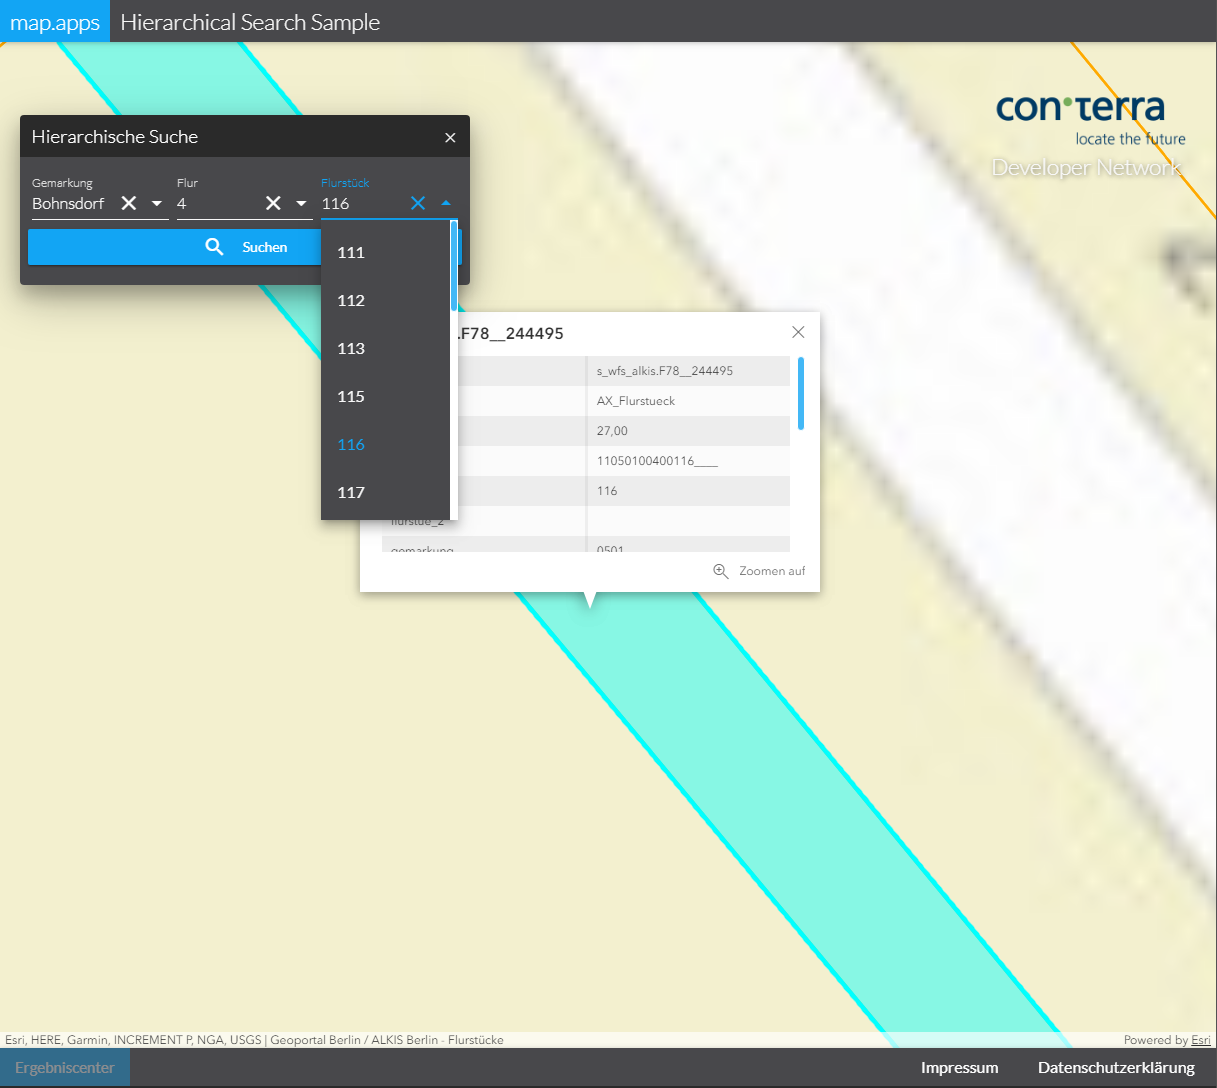 map.apps Hierarchical Search Sample
con terra
locate the future
Developer Network
Hierarchische Suche
Gemarkung Flur Flurstück
Bohnsdorf 4 116
Suchen
111
112
113
115
116
117
.F78__244495
s_wfs_alkis.F78__244495
AX_Flurstueck
27,00
11050100400116____
116
flurstue_2
gemarkung 0501
Zoomen auf
Esri, HERE, Garmin, INCREMENT P, NGA, USGS | Geoportal Berlin / ALKIS Berlin - Flurstücke
Powered by Esri
Ergebniscenter
Impressum Datenschutzerklärung